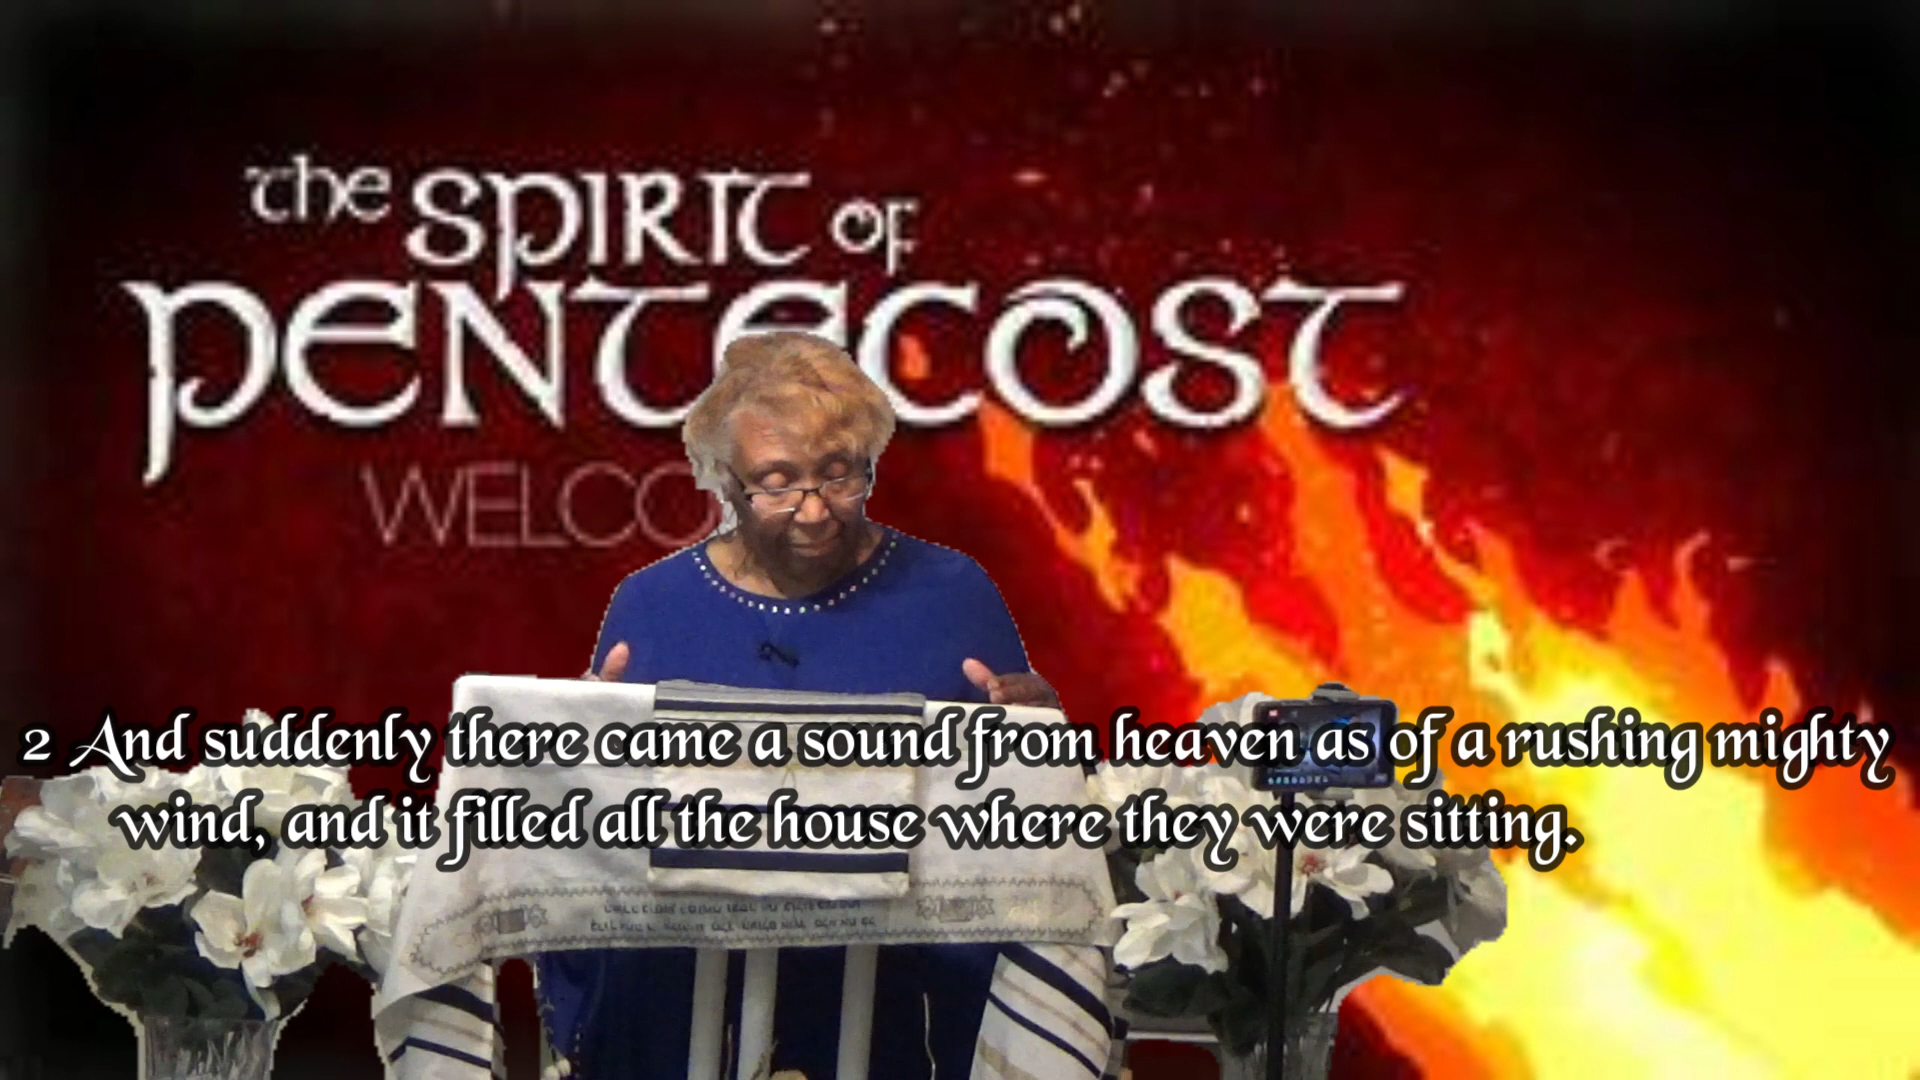 the SPIRIT of
PENTECOST
WELCO
2 And suddenly there came a sound from heaven as of a rushing mighty
wind, and it filled all the house where they were sitting.